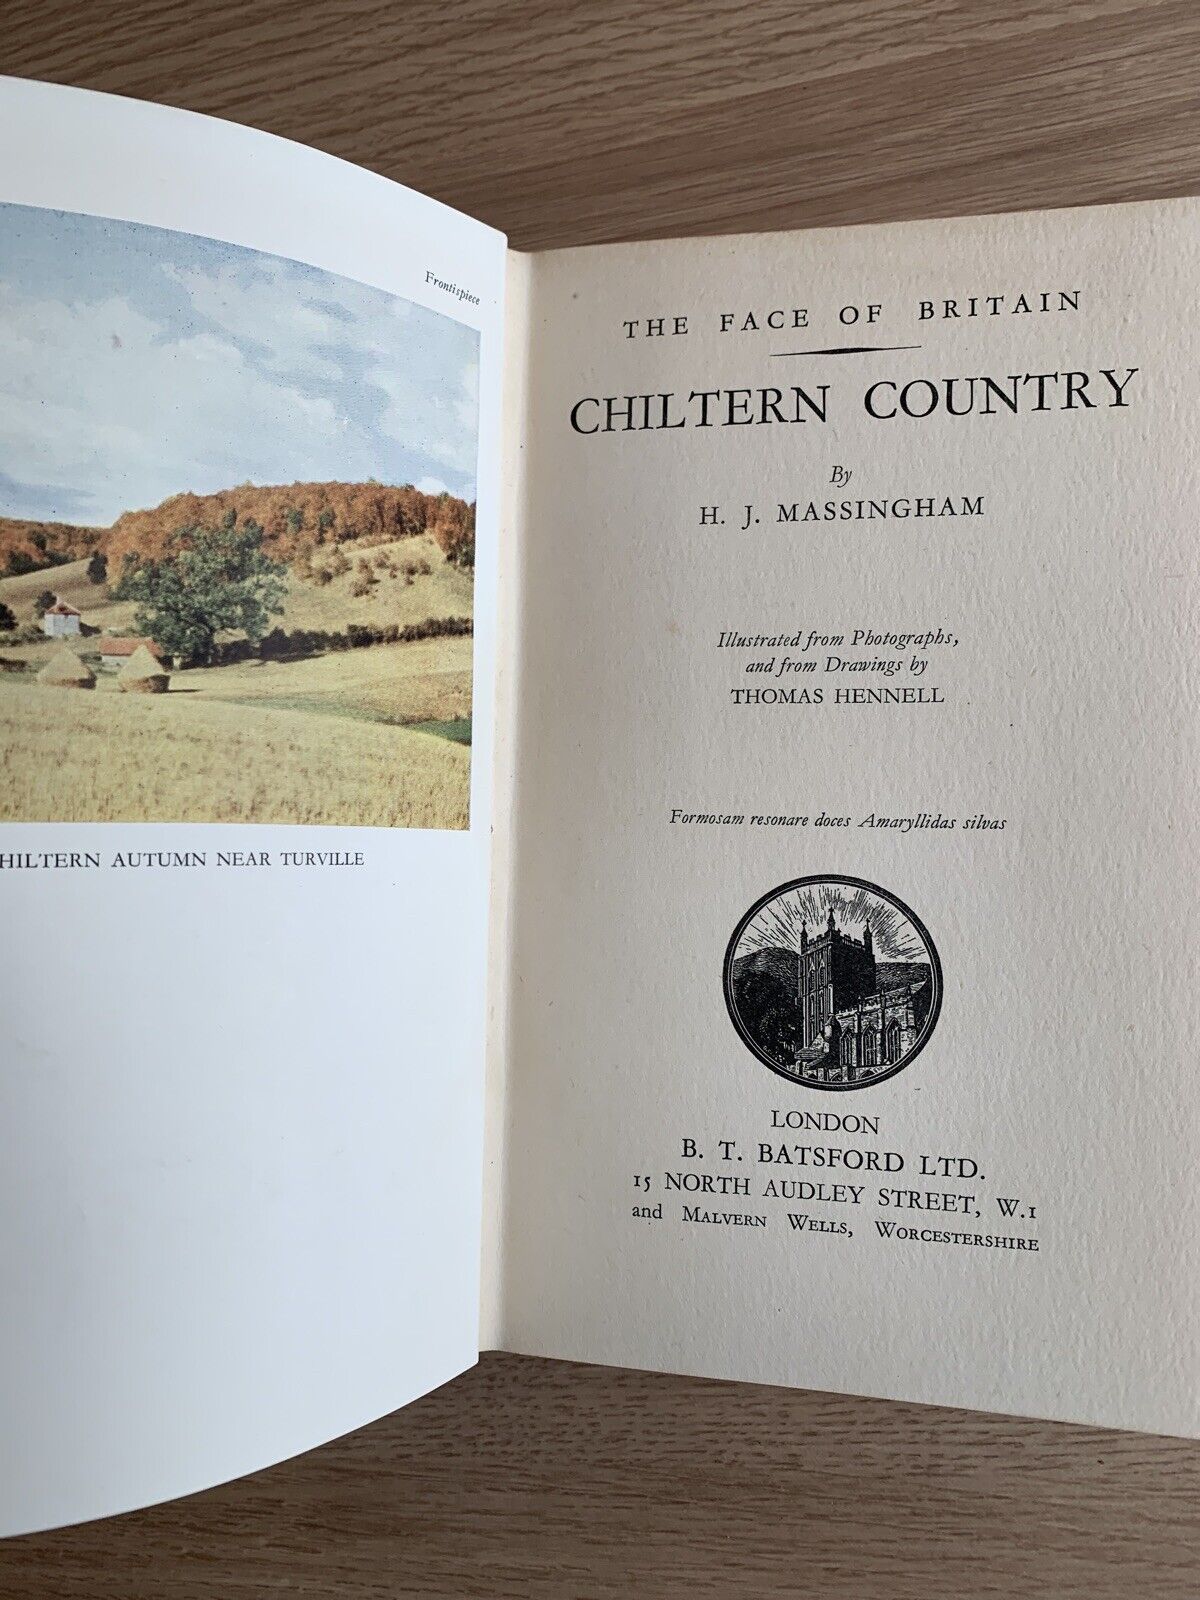 Frontispiece
HILTERN AUTUMN NEAR TURVILLE
THE FACE OF BRITAIN
CHILTERN COUNTRY
By
H. J. MASSINGHAM
Illustrated from Photographs,
and from Drawings by
THOMAS HENNELL
Formosam resonare doces Amaryllidas silvas
LONDON
B. T. BATSFORD LTD.
15 NORTH AUDLEY STREET, W.1
and MALVERN WELLS, WORCESTERSHIRE